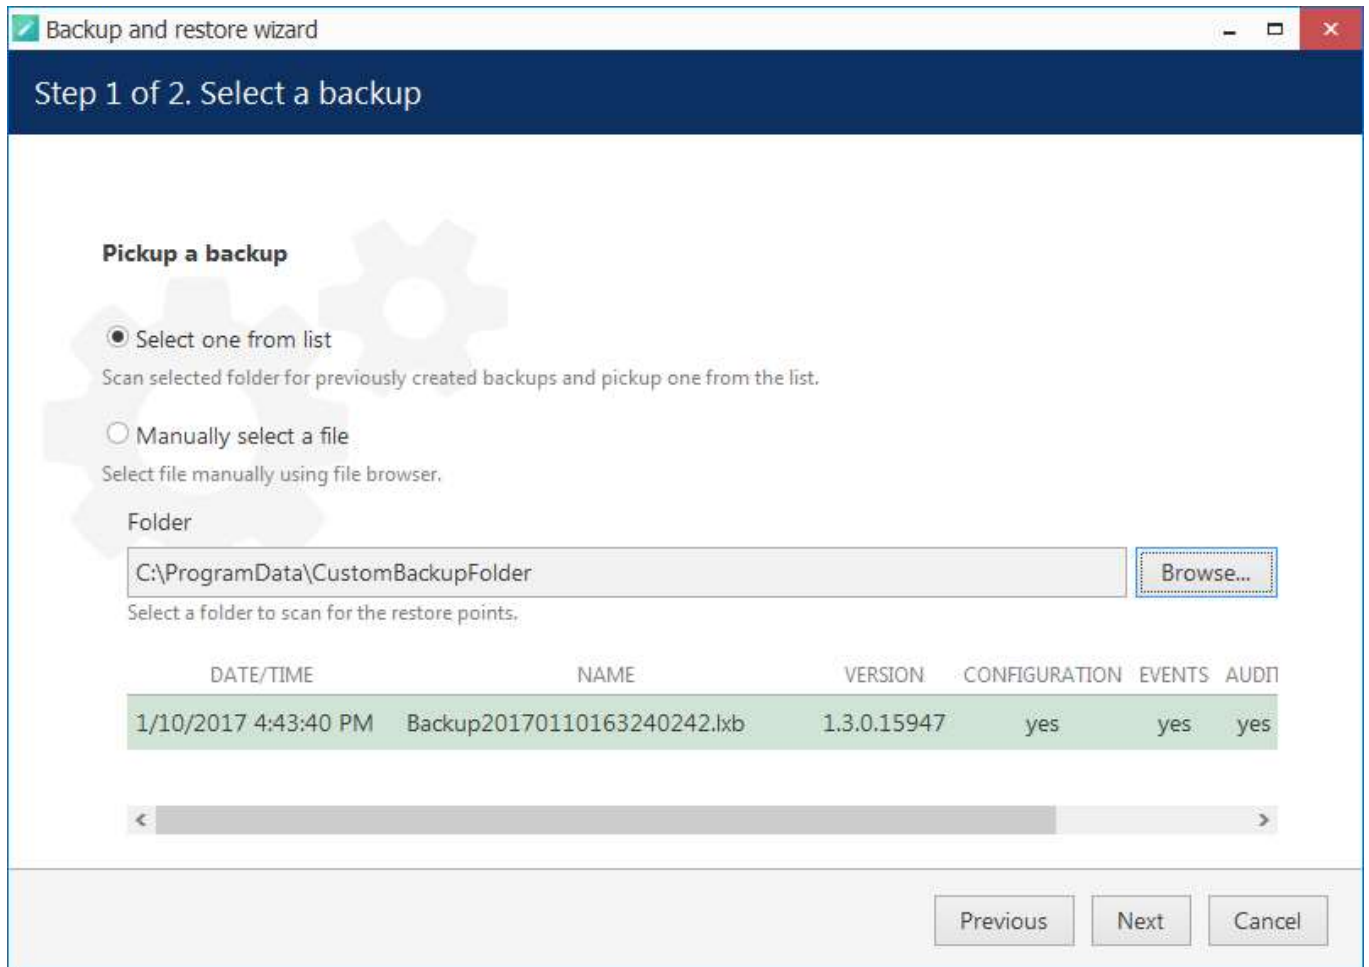 Backup and restore wizard
Step 1 of 2. Select a backup
Pickup a backup
Select one from list
Scan selected folder for previously created backups and pickup one from the list.
Manually select a file
Select file manually using file browser.
Folder
C:\ProgramData\CustomBackupFolder Browse...
Select a folder to scan for the restore points.
DATE/TIME NAME VERSION CONFIGURATION EVENTS AUDIT
1/10/2017 4:43:40 PM Backup20170110163240242.lxb 1.3.0.15947 yes yes yes
Previous Next Cancel